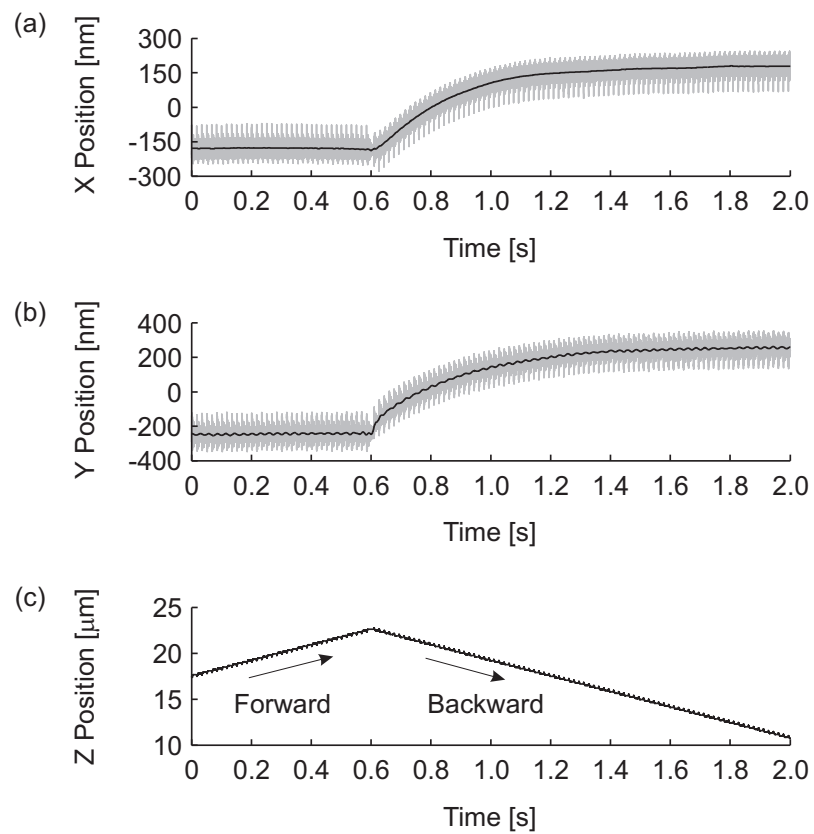 (a)
X Position [nm]
300
150
0
-150
-300
0 0.2 0.4 0.6 0.8 1.0 1.2 1.4 1.6 1.8 2.0
Time [s]
(b)
Y Position [nm]
400
200
0
-200
-400
0 0.2 0.4 0.6 0.8 1.0 1.2 1.4 1.6 1.8 2.0
Time [s]
(c)
Z Position [μm]
25
20
15
10
Forward
Backward
0 0.2 0.4 0.6 0.8 1.0 1.2 1.4 1.6 1.8 2.0
Time [s]